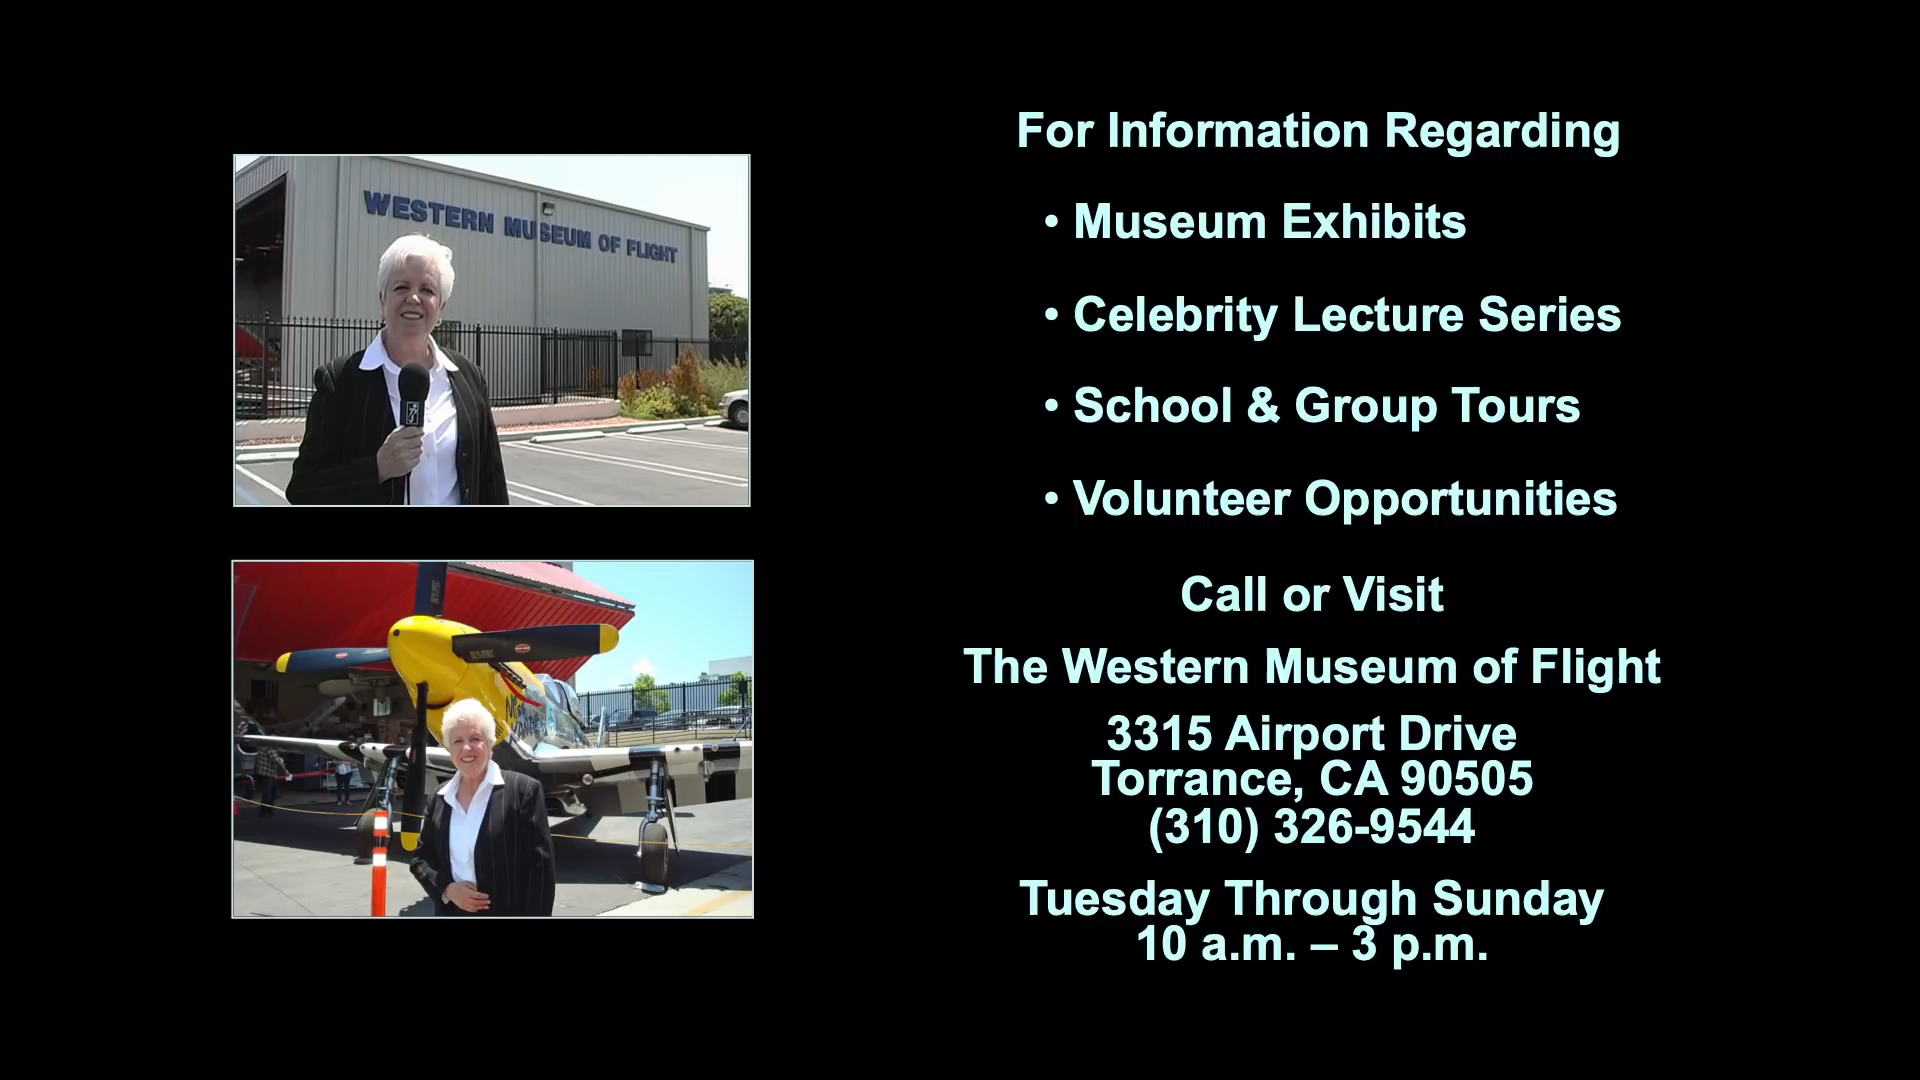 WESTERN MUSEUM OF FLIGHT
For Information Regarding
• Museum Exhibits
• Celebrity Lecture Series
• School & Group Tours
• Volunteer Opportunities
Call or Visit
The Western Museum of Flight
3315 Airport Drive
Torrance, CA 90505
(310) 326-9544
Tuesday Through Sunday
10 a.m. – 3 p.m.